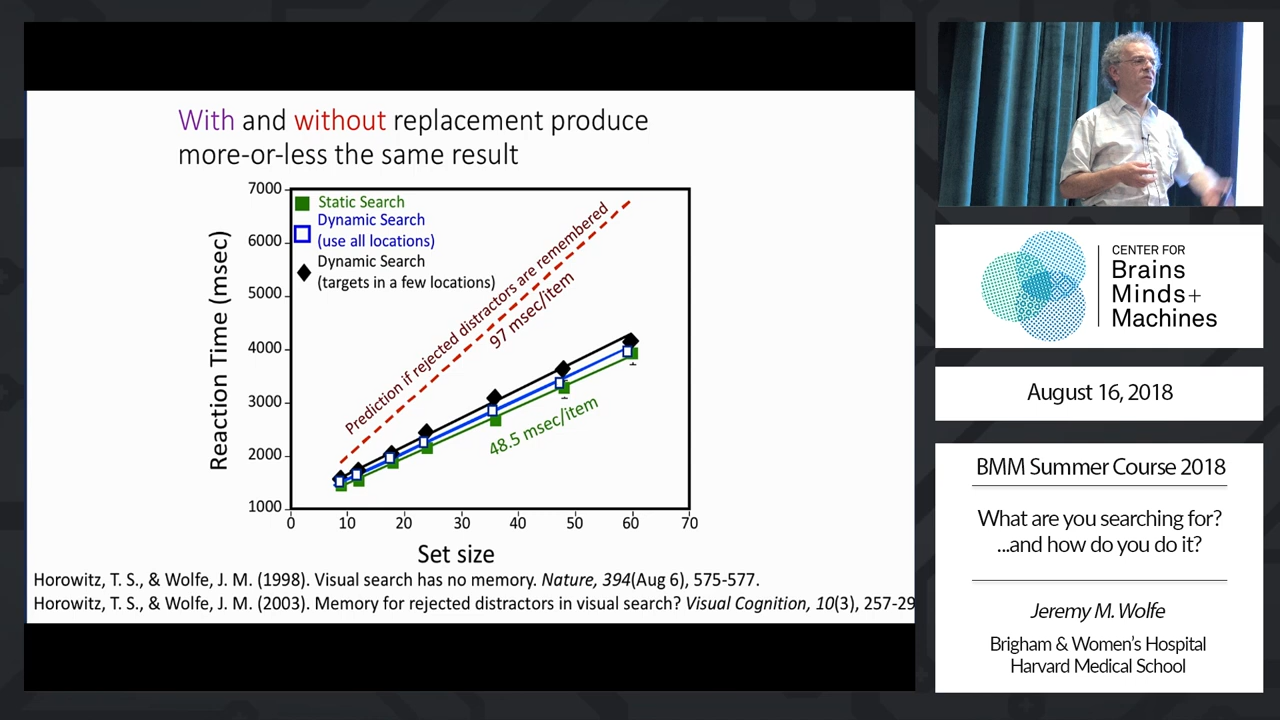 With and without replacement produce
more-or-less the same result
7000
6000
5000
4000
3000
2000
1000
0
10
20
30
40
50
60
70
Reaction Time (msec)
Set size
Static Search
Dynamic Search
(use all locations)
Dynamic Search
(targets in a few locations)
Prediction if rejected distractors are remembered
97 msec/item
48.5 msec/item
Horowitz, T. S., & Wolfe, J. M. (1998). Visual search has no memory. Nature, 394(Aug 6), 575-577.
Horowitz, T. S., & Wolfe, J. M. (2003). Memory for rejected distractors in visual search? Visual Cognition, 10(3), 257-29
CENTER FOR
Brains
Minds+
Machines
August 16, 2018
BMM Summer Course 2018
What are you searching for?
...and how do you do it?
Jeremy M. Wolfe
Brigham & Women's Hospital
Harvard Medical School